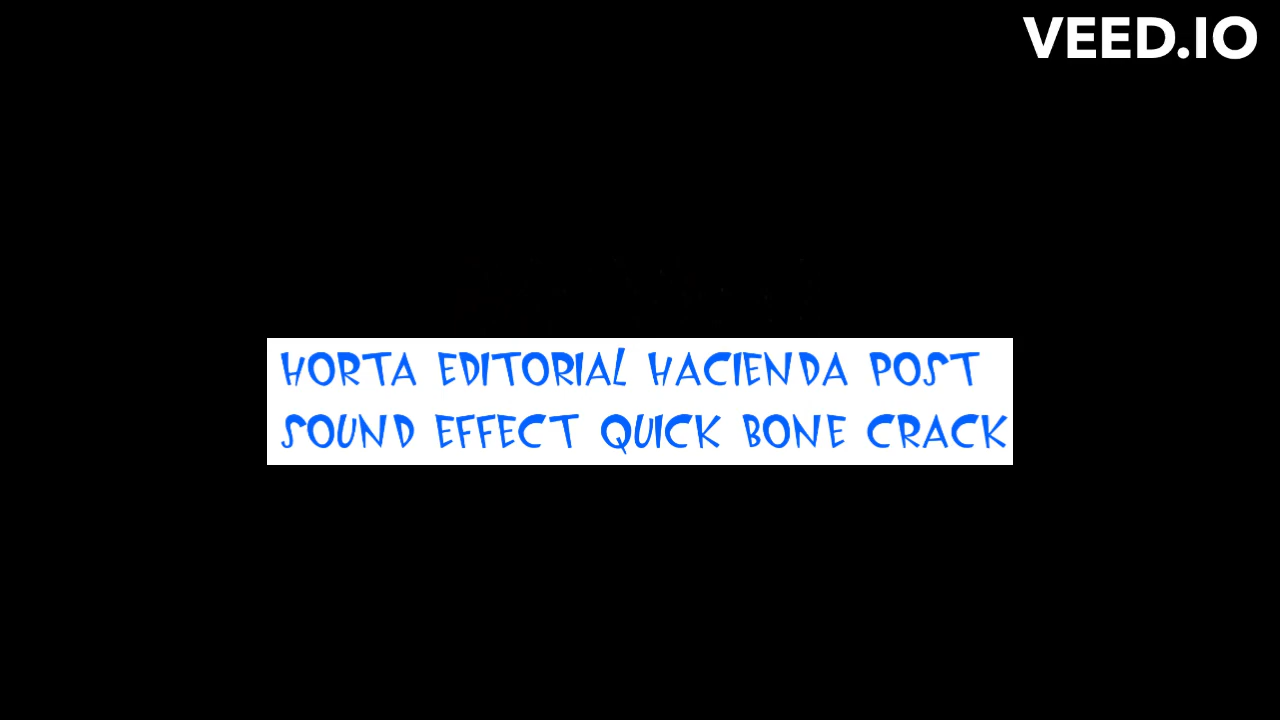 VEED.IO
HORTA EDITORIAL HACIENDA POST
SOUND EFFECT QUICK BONE CRACK